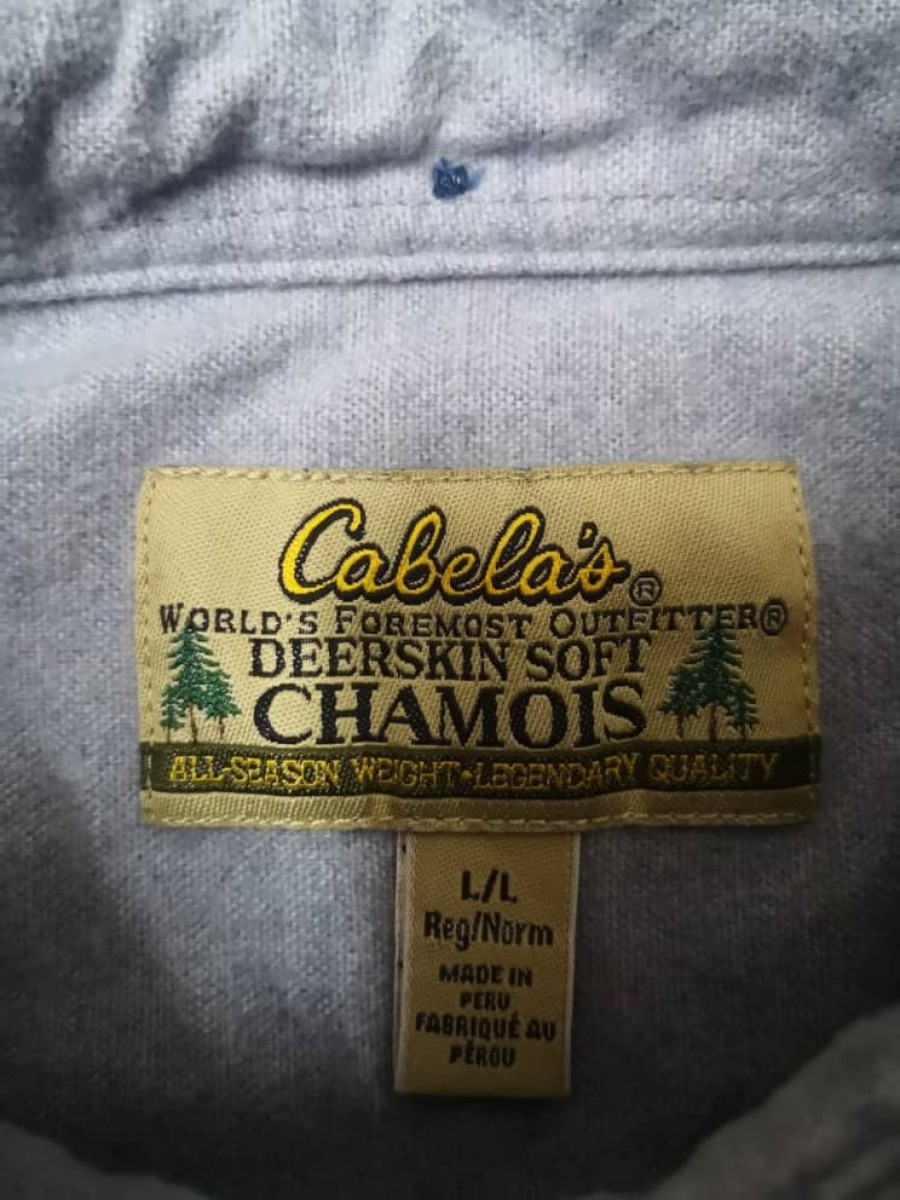 Cabela's®
WORLD'S FOREMOST OUTFITTER®
DEERSKIN SOFT
CHAMOIS
ALL-SEASON WEIGHT•LEGENDARY QUALITY
L/L
Reg/Norm
MADE IN
PERU
FABRIQUÉ AU
PÉROU